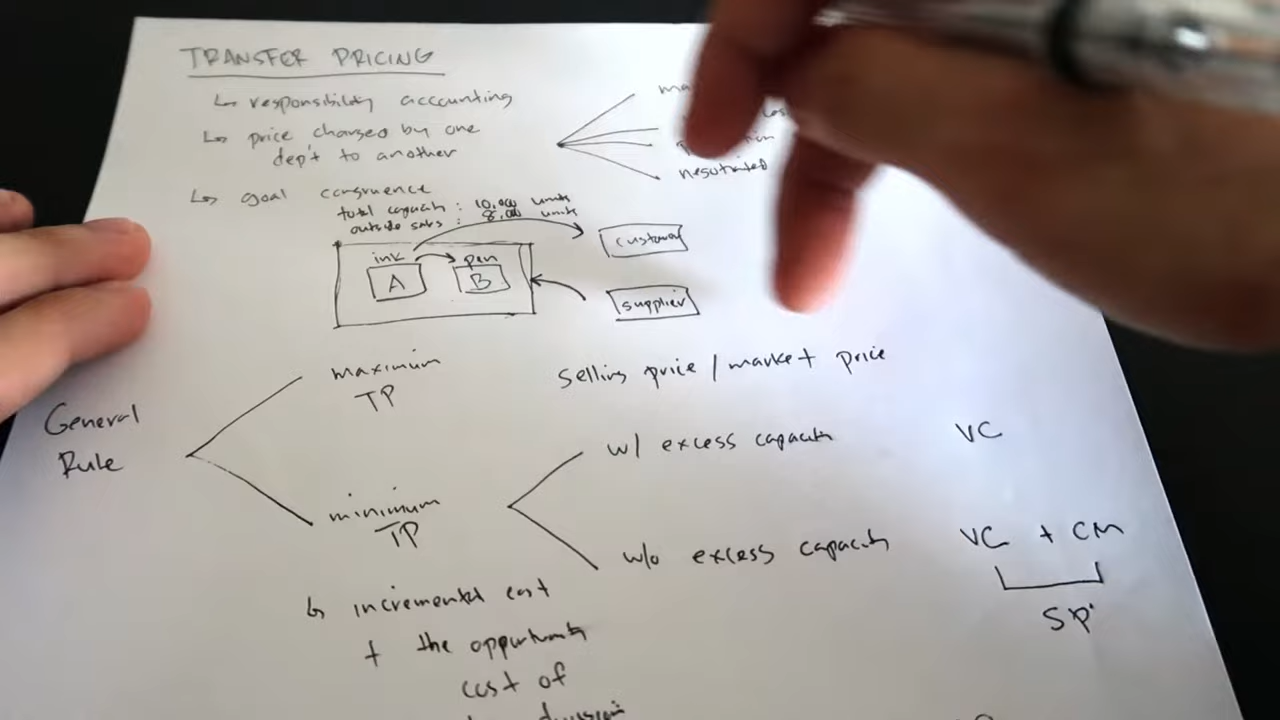 TRANSFER PRICING
↳ responsibility accounting
↳ price charged by one
dep't to another
ma
cos
negotiated
↳ goal congruence
total capacity : 10,000 units
outside sales : 8,000 units
ink pen
A B
customer
supplier
General
Rule
maximum
TP
selling price / market price
minimum
TP
w/ excess capacity VC
w/o excess capacity VC + CM
SP
↳ incremental cost
+ the opportunity
cost of